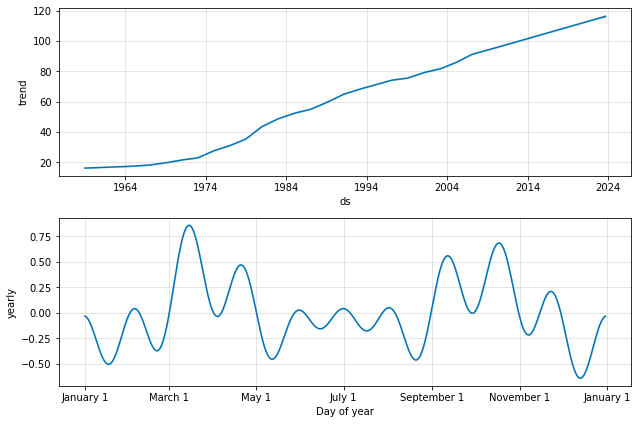 120
100
80
60
40
20
trend
1964 1974 1984 1994 2004 2014 2024
ds
0.75
0.50
0.25
0.00
−0.25
−0.50
yearly
January 1 March 1 May 1 July 1 September 1 November 1 January 1
Day of year